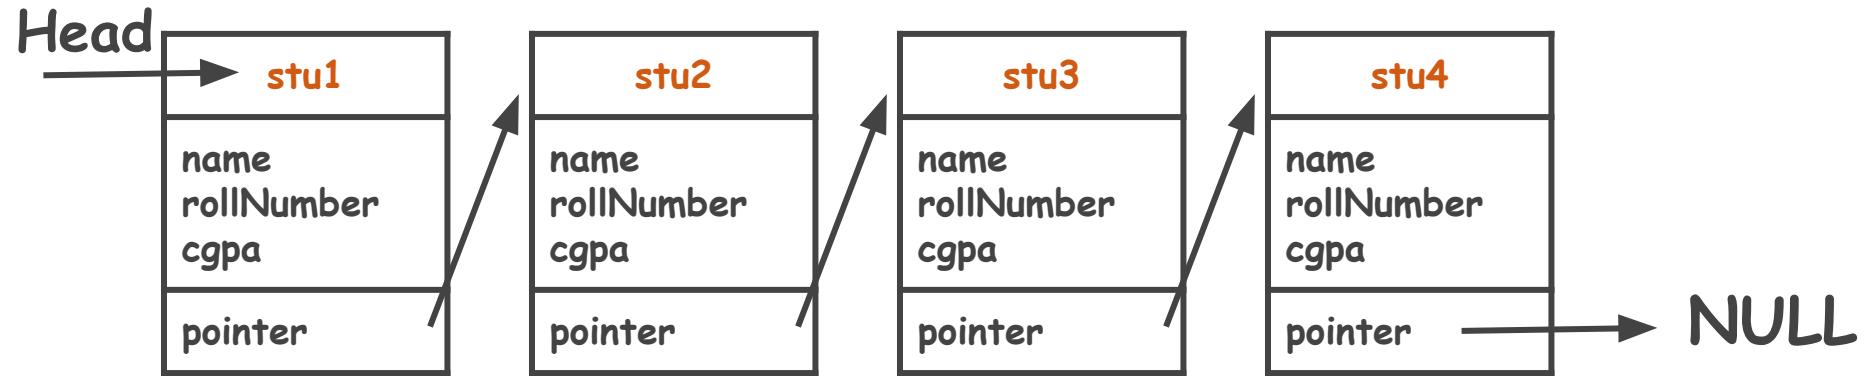 Head
stu1
name
rollNumber
cgpa
pointer
stu2
name
rollNumber
cgpa
pointer
stu3
name
rollNumber
cgpa
pointer
stu4
name
rollNumber
cgpa
pointer
NULL